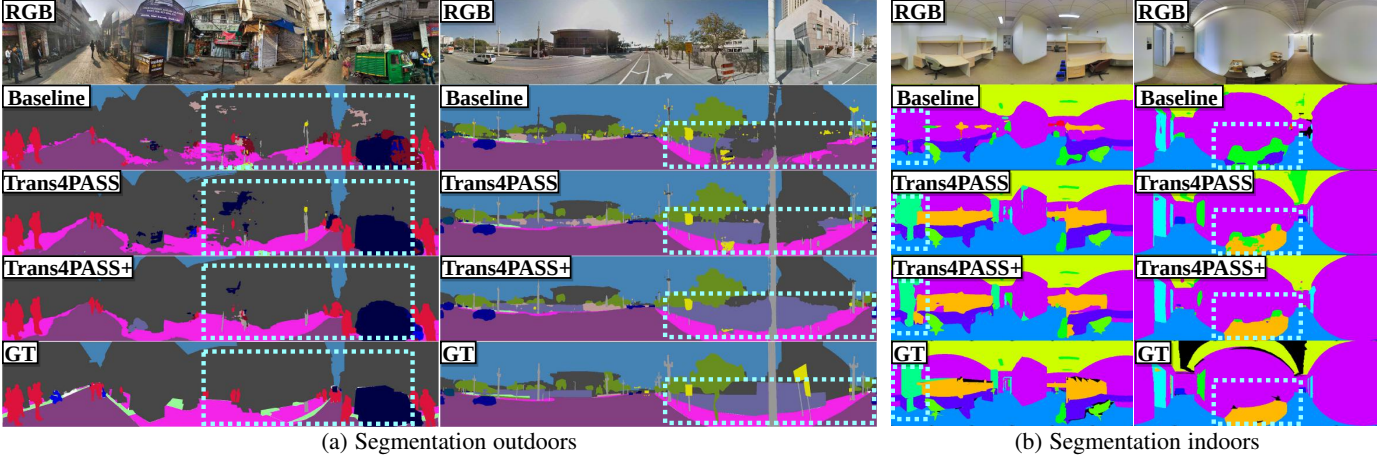 RGB RGB RGB RGB
Baseline Baseline Baseline Baseline
Trans4PASS Trans4PASS Trans4PASS Trans4PASS
Trans4PASS+ Trans4PASS+ Trans4PASS+ Trans4PASS+
GT GT GT GT
(a) Segmentation outdoors (b) Segmentation indoors